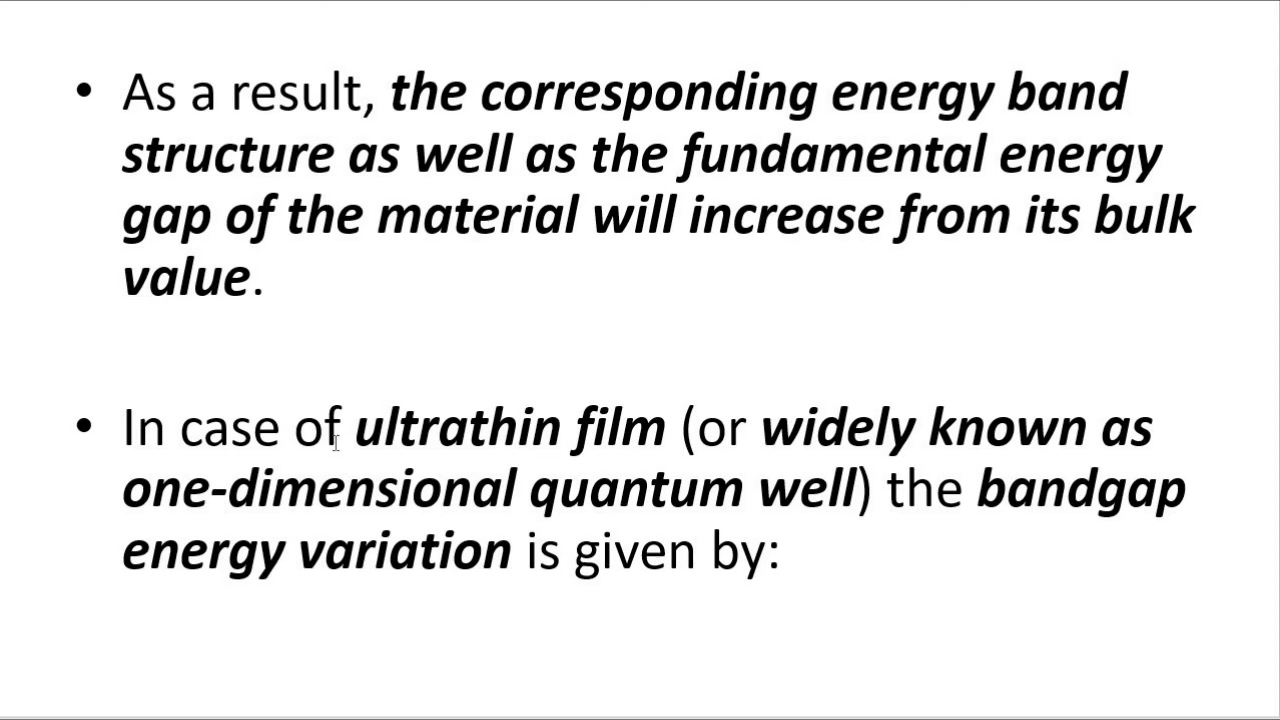 • As a result, the corresponding energy band
structure as well as the fundamental energy
gap of the material will increase from its bulk
value.
• In case of ultrathin film (or widely known as
one-dimensional quantum well) the bandgap
energy variation is given by: